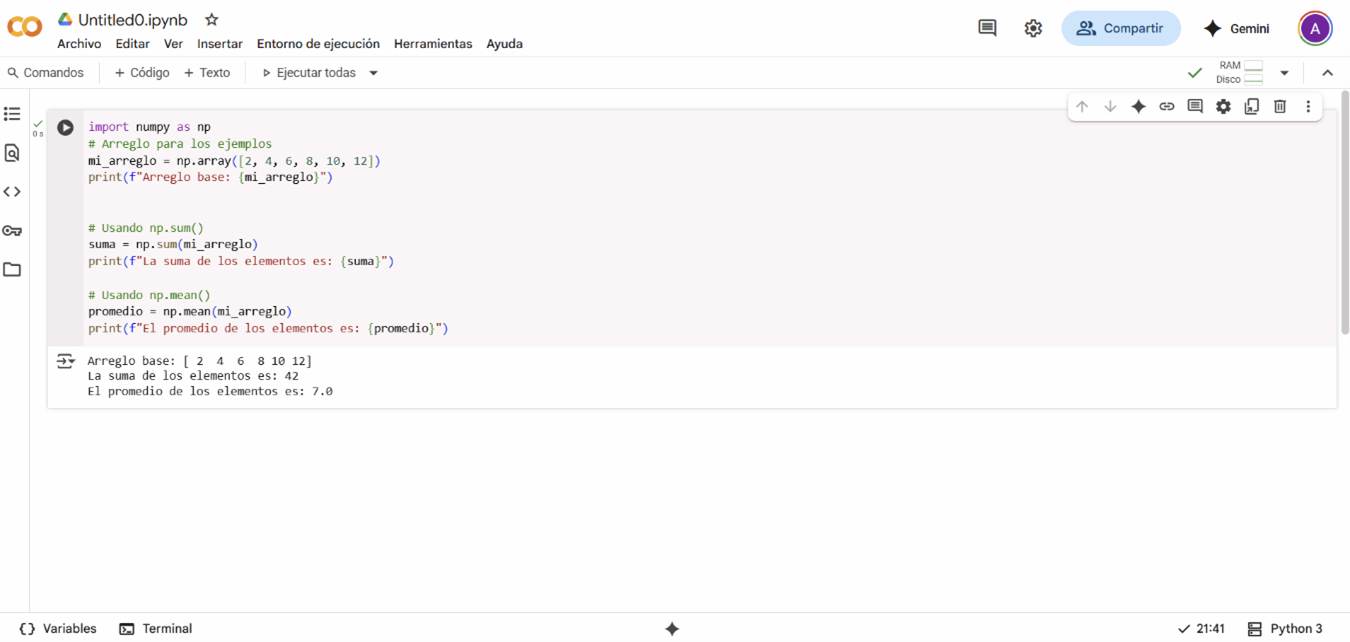 Untitled0.ipynb
Archivo Editar Ver Insertar Entorno de ejecución Herramientas Ayuda
Compartir
Gemini
A
Comandos + Código + Texto Ejecutar todas
RAM
Disco
0 s
import numpy as np
# Arreglo para los ejemplos
mi_arreglo = np.array([2, 4, 6, 8, 10, 12])
print(f"Arreglo base: {mi_arreglo}")
# Usando np.sum()
suma = np.sum(mi_arreglo)
print(f"La suma de los elementos es: {suma}")
# Usando np.mean()
promedio = np.mean(mi_arreglo)
print(f"El promedio de los elementos es: {promedio}")
Arreglo base: [ 2  4  6  8 10 12]
La suma de los elementos es: 42
El promedio de los elementos es: 7.0
Variables Terminal 21:41 Python 3